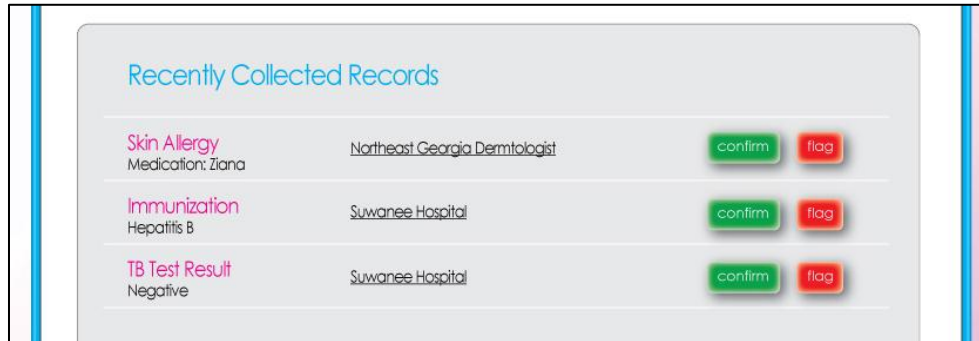 Recently Collected Records
Skin Allergy
Medication: Ziana
Northeast Georgia Dermtologist
confirm
flag
Immunization
Hepatitis B
Suwanee Hospital
confirm
flag
TB Test Result
Negative
Suwanee Hospital
confirm
flag